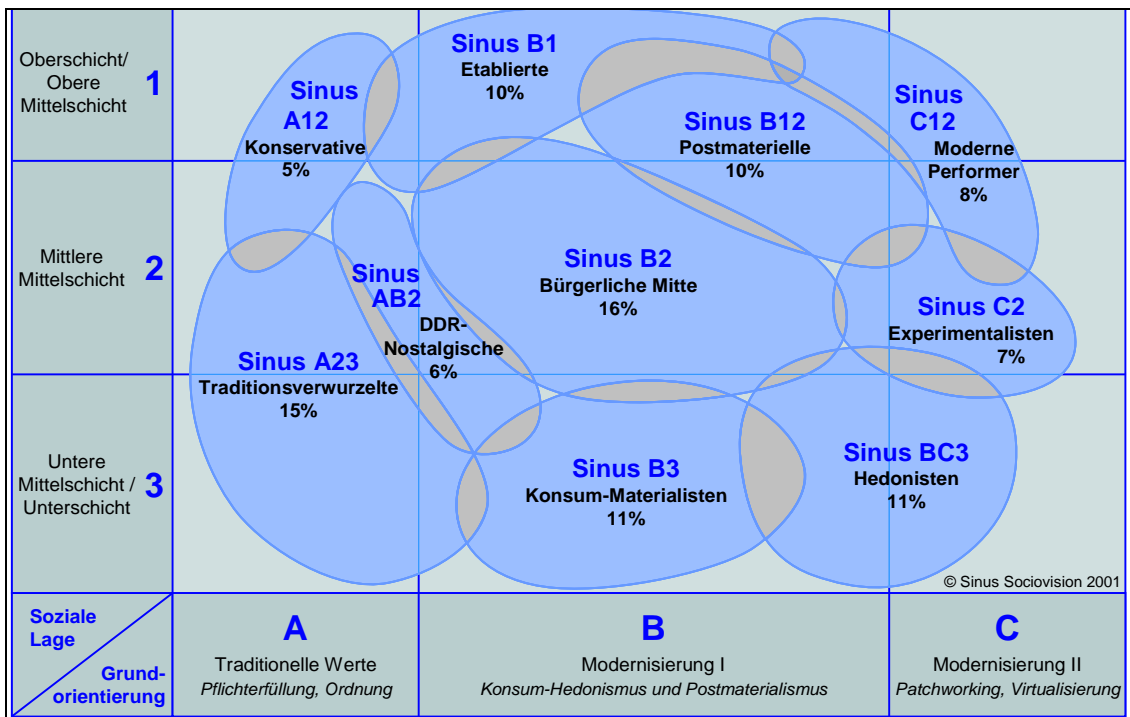 Oberschicht/
Obere
Mittelschicht
1
Sinus
A12
Konservative
5%
Sinus B1
Etablierte
10%
Sinus B12
Postmaterielle
10%
Sinus
C12
Moderne
Performer
8%
Mittlere
Mittelschicht
2
Sinus
AB2
DDR-
Nostalgische
6%
Sinus B2
Bürgerliche Mitte
16%
Sinus C2
Experimentalisten
7%
Sinus A23
Traditionsverwurzelte
15%
Untere
Mittelschicht /
Unterschicht
3
Sinus B3
Konsum-Materialisten
11%
Sinus BC3
Hedonisten
11%
© Sinus Sociovision 2001
Soziale
Lage
Grund-
orientierung
A
Traditionelle Werte
Pflichterfüllung, Ordnung
B
Modernisierung I
Konsum-Hedonismus und Postmaterialismus
C
Modernisierung II
Patchworking, Virtualisierung